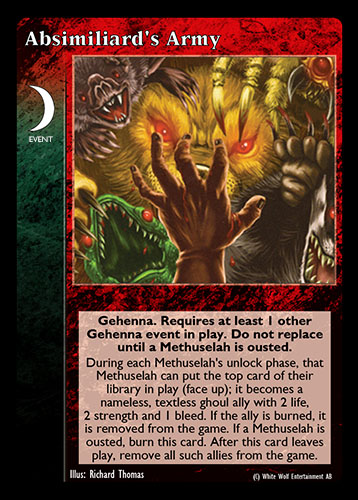 Absimiliard's Army
EVENT
Gehenna. Requires at least 1 other
Gehenna event in play. Do not replace
until a Methuselah is ousted.
During each Methuselah's unlock phase, that
Methuselah can put the top card of their
library in play (face up); it becomes a
nameless, textless ghoul ally with 2 life,
2 strength and 1 bleed. If the ally is burned, it
is removed from the game. If a Methuselah is
ousted, burn this card. After this card leaves
play, remove all such allies from the game.
Illus: Richard Thomas
(C) White Wolf Entertainment AB